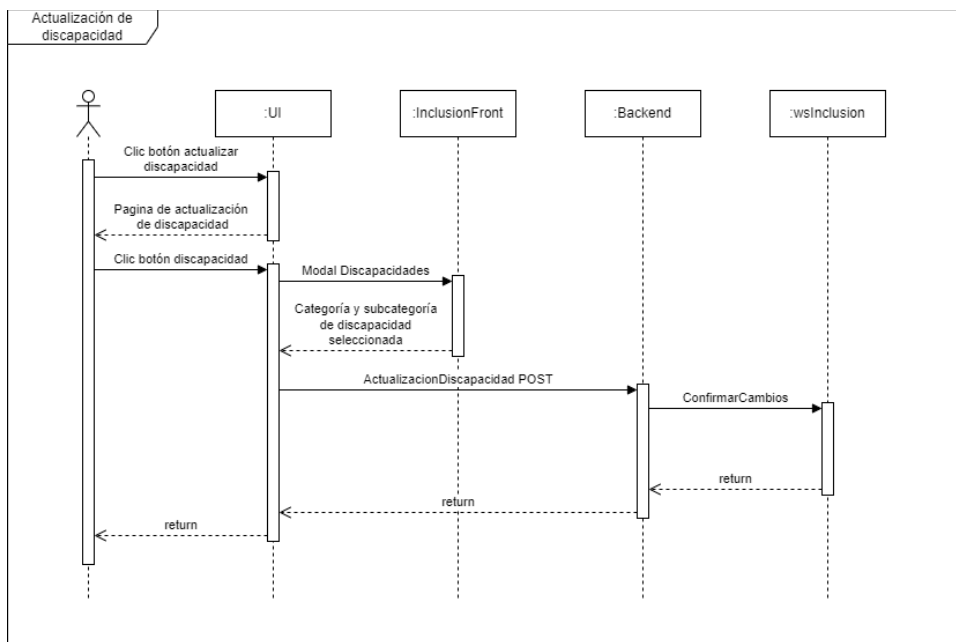 Actualización de
discapacidad
:UI
:InclusionFront
:Backend
:wsInclusion
Clic botón actualizar
discapacidad
Pagina de actualización
de discapacidad
Clic botón discapacidad
Modal Discapacidades
Categoría y subcategoría
de discapacidad
seleccionada
ActualizacionDiscapacidad POST
ConfirmarCambios
return
return
return